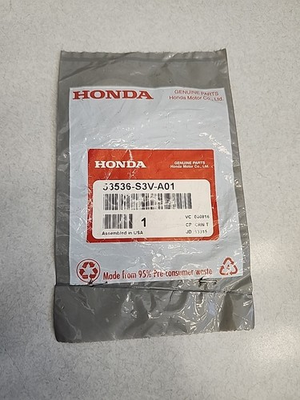 GENUINE PARTS
HONDA Honda Motor Co., Ltd.
GENUINE PARTS
HONDA Honda Motor Co., Ltd.
53536-S3V-A01
1
Assembled in USA
Made from 95% Pre-consumer waste